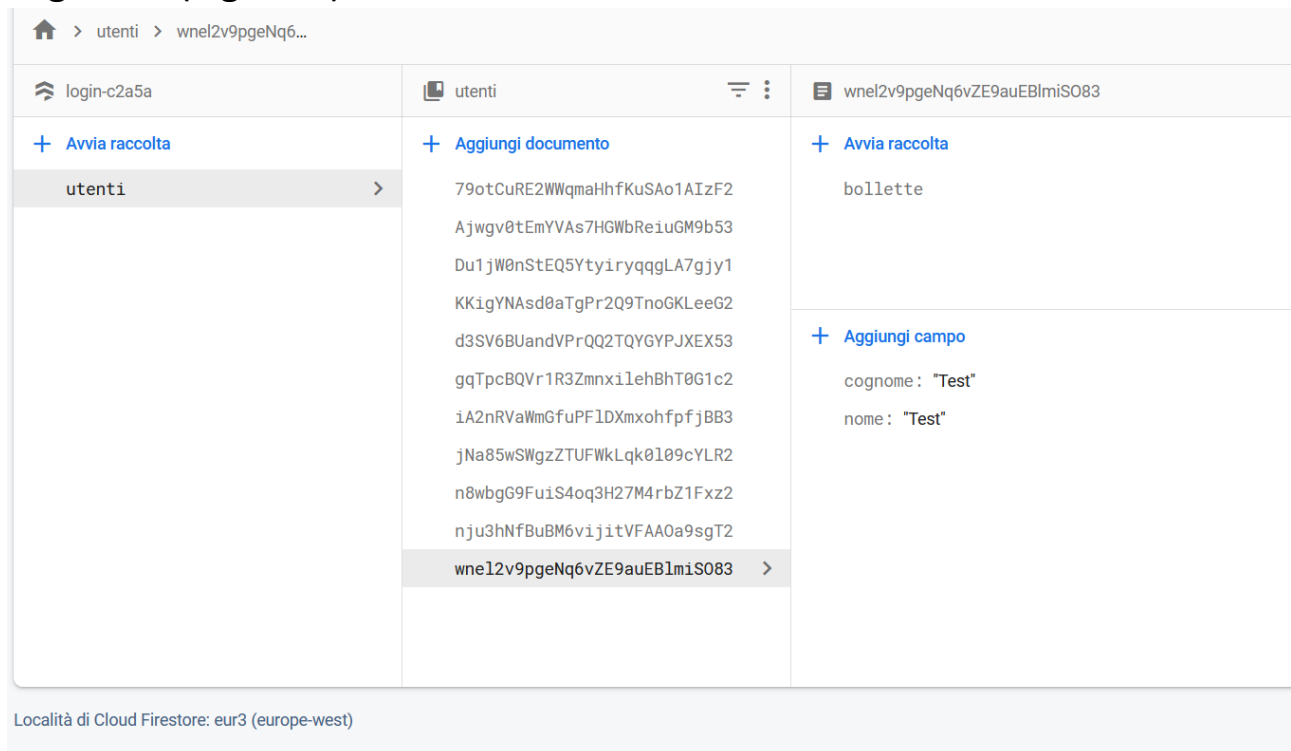 utenti > wnel2v9pgeNq6...
login-c2a5a
utenti
wnel2v9pgeNq6vZE9auEBlmiSO83
+ Avvia raccolta
+ Aggiungi documento
+ Avvia raccolta
utenti
79otCuRE2WWqmaHhfKuSAo1AIzF2
bollette
Ajwgv0tEmYVAs7HGWbReiuGM9b53
Du1jW0nStEQ5YtyiryqqgLA7gjy1
KKigYNAsd0aTgPr2Q9TnoGKLeeG2
d3SV6BUandVPrQQ2TQYGYPJXEX53
+ Aggiungi campo
gqTpcBQVr1R3ZmnxilehBhT0G1c2
cognome: "Test"
iA2nRVaWmGfuPFlDXmxohfpfjBB3
nome: "Test"
jNa85wSWgzZTUFWkLqk0l09cYLR2
n8wbgG9FuiS4oq3H27M4rbZ1Fxz2
nju3hNfBuBM6vijitVFAAOa9sgT2
wnel2v9pgeNq6vZE9auEBlmiSO83
Località di Cloud Firestore: eur3 (europe-west)